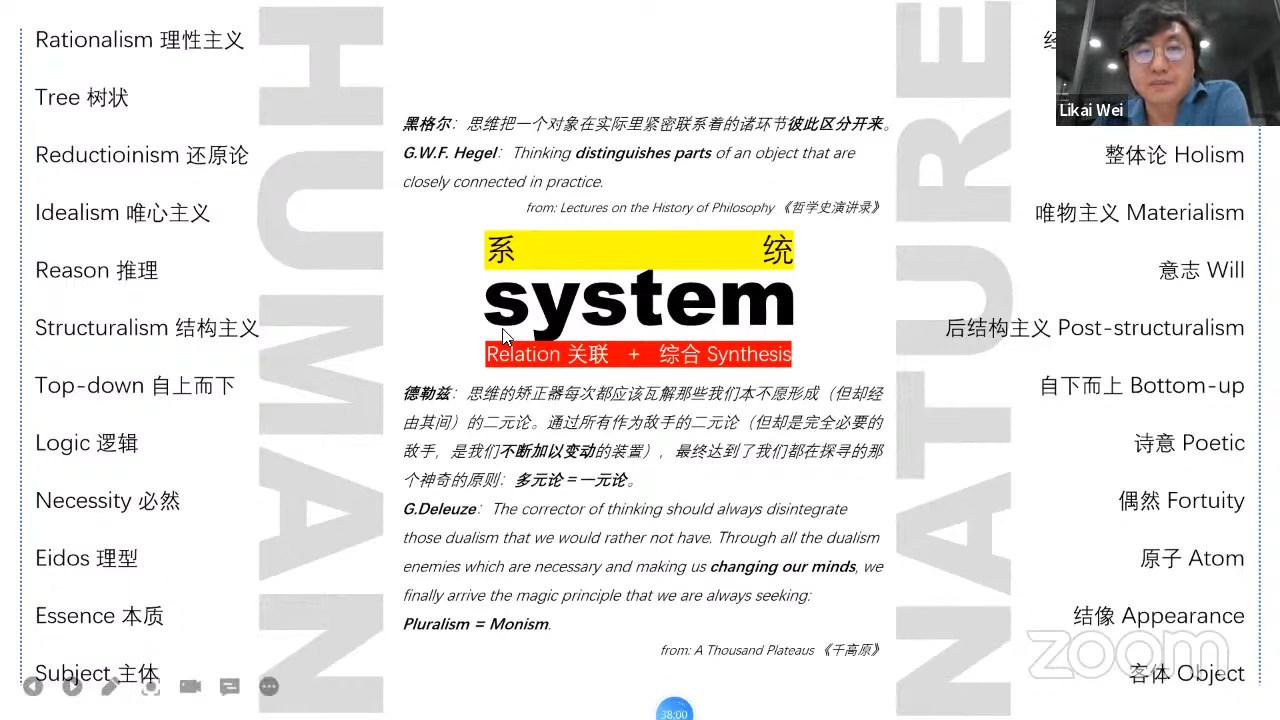 Rationalism 理性主义
Tree 树状
Reductioinism 还原论
Idealism 唯心主义
Reason 推理
Structuralism 结构主义
Top-down 自上而下
Logic 逻辑
Necessity 必然
Eidos 理型
Essence 本质
Subject 主体
HUMAN
黑格尔：思维把一个对象在实际里紧密联系着的诸环节彼此区分开来。
G.W.F. Hegel：Thinking distinguishes parts of an object that are
closely connected in practice.
from: Lectures on the History of Philosophy 《哲学史演讲录》
系 统
system
Relation 关联 + 综合 Synthesis
德勒兹：思维的矫正器每次都应该瓦解那些我们本不愿形成（但却经
由其间）的二元论。通过所有作为敌手的二元论（但却是完全必要的
敌手，是我们不断加以变动的装置），最终达到了我们都在探寻的那
个神奇的原则：多元论＝一元论。
G.Deleuze：The corrector of thinking should always disintegrate
those dualism that we would rather not have. Through all the dualism
enemies which are necessary and making us changing our minds, we
finally arrive the magic principle that we are always seeking:
Pluralism = Monism.
from: A Thousand Plateaus 《千高原》
38:00
NATURE
经
Likai Wei
整体论 Holism
唯物主义 Materialism
意志 Will
后结构主义 Post-structuralism
自下而上 Bottom-up
诗意 Poetic
偶然 Fortuity
原子 Atom
结像 Appearance
客体 Object
zoom